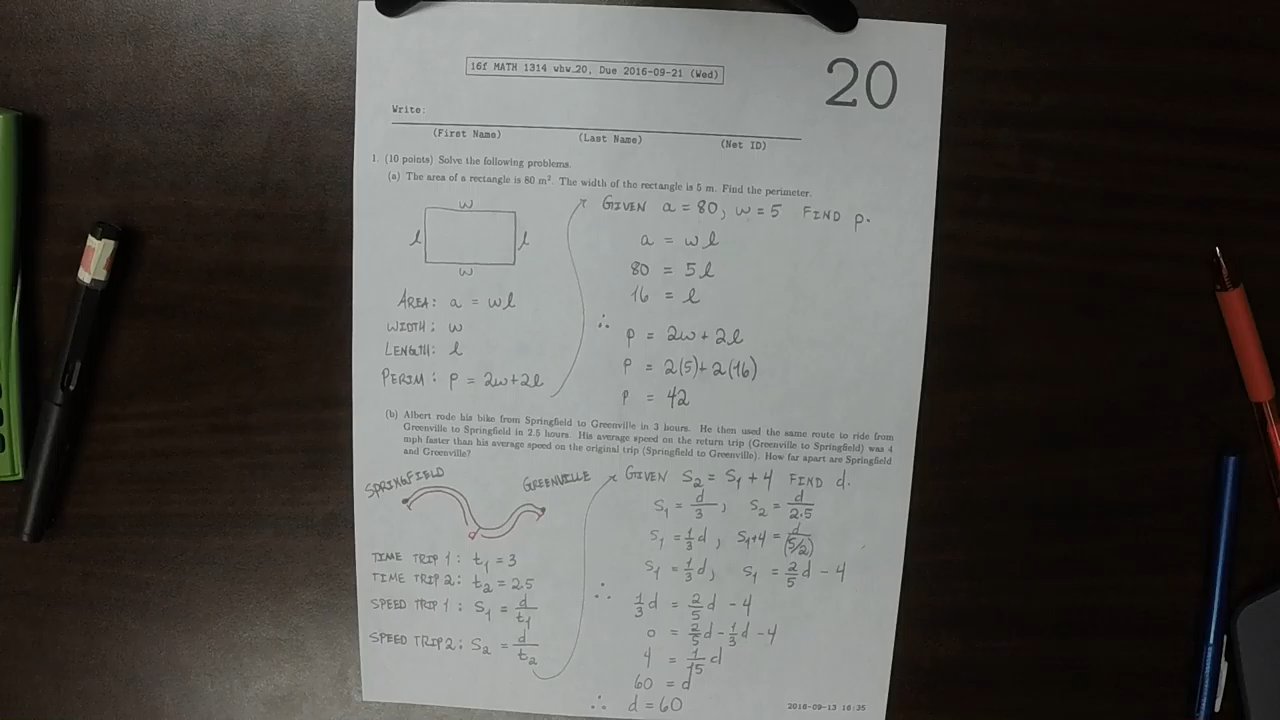 16f MATH 1314 whw_20, Due 2016-09-21 (Wed)
20
Write:
(First Name) (Last Name) (Net ID)
1. (10 points) Solve the following problems.
(a) The area of a rectangle is 80 m². The width of the rectangle is 5 m. Find the perimeter.
w
l l
w
AREA: a = wl
WIDTH: w
LENGTH: l
PERIM: p = 2w+2l
GIVEN a = 80, w = 5 FIND p.
a = w l
80 = 5 l
16 = l
∴ p = 2w + 2l
p = 2(5)+2(16)
p = 42
(b) Albert rode his bike from Springfield to Greenville in 3 hours. He then used the same route to ride from
Greenville to Springfield in 2.5 hours. His average speed on the return trip (Greenville to Springfield) was 4
mph faster than his average speed on the original trip (Springfield to Greenville). How far apart are Springfield
and Greenville?
SPRINGFIELD GREENVILLE
TIME TRIP 1: t₁ = 3
TIME TRIP 2: t₂ = 2.5
SPEED TRIP 1: S₁ = d/t₁
SPEED TRIP 2: S₂ = d/t₂
GIVEN S₂ = S₁ + 4 FIND d.
S₁ = d/3, S₂ = d/2.5
S₁ = 1/3 d, S₁+4 = d/(5/2)
S₁ = 1/3 d, S₁ = 2/5 d - 4
∴ 1/3 d = 2/5 d - 4
0 = 2/5 d - 1/3 d - 4
4 = 1/15 d
60 = d
∴ d = 60
2016-09-13 16:35